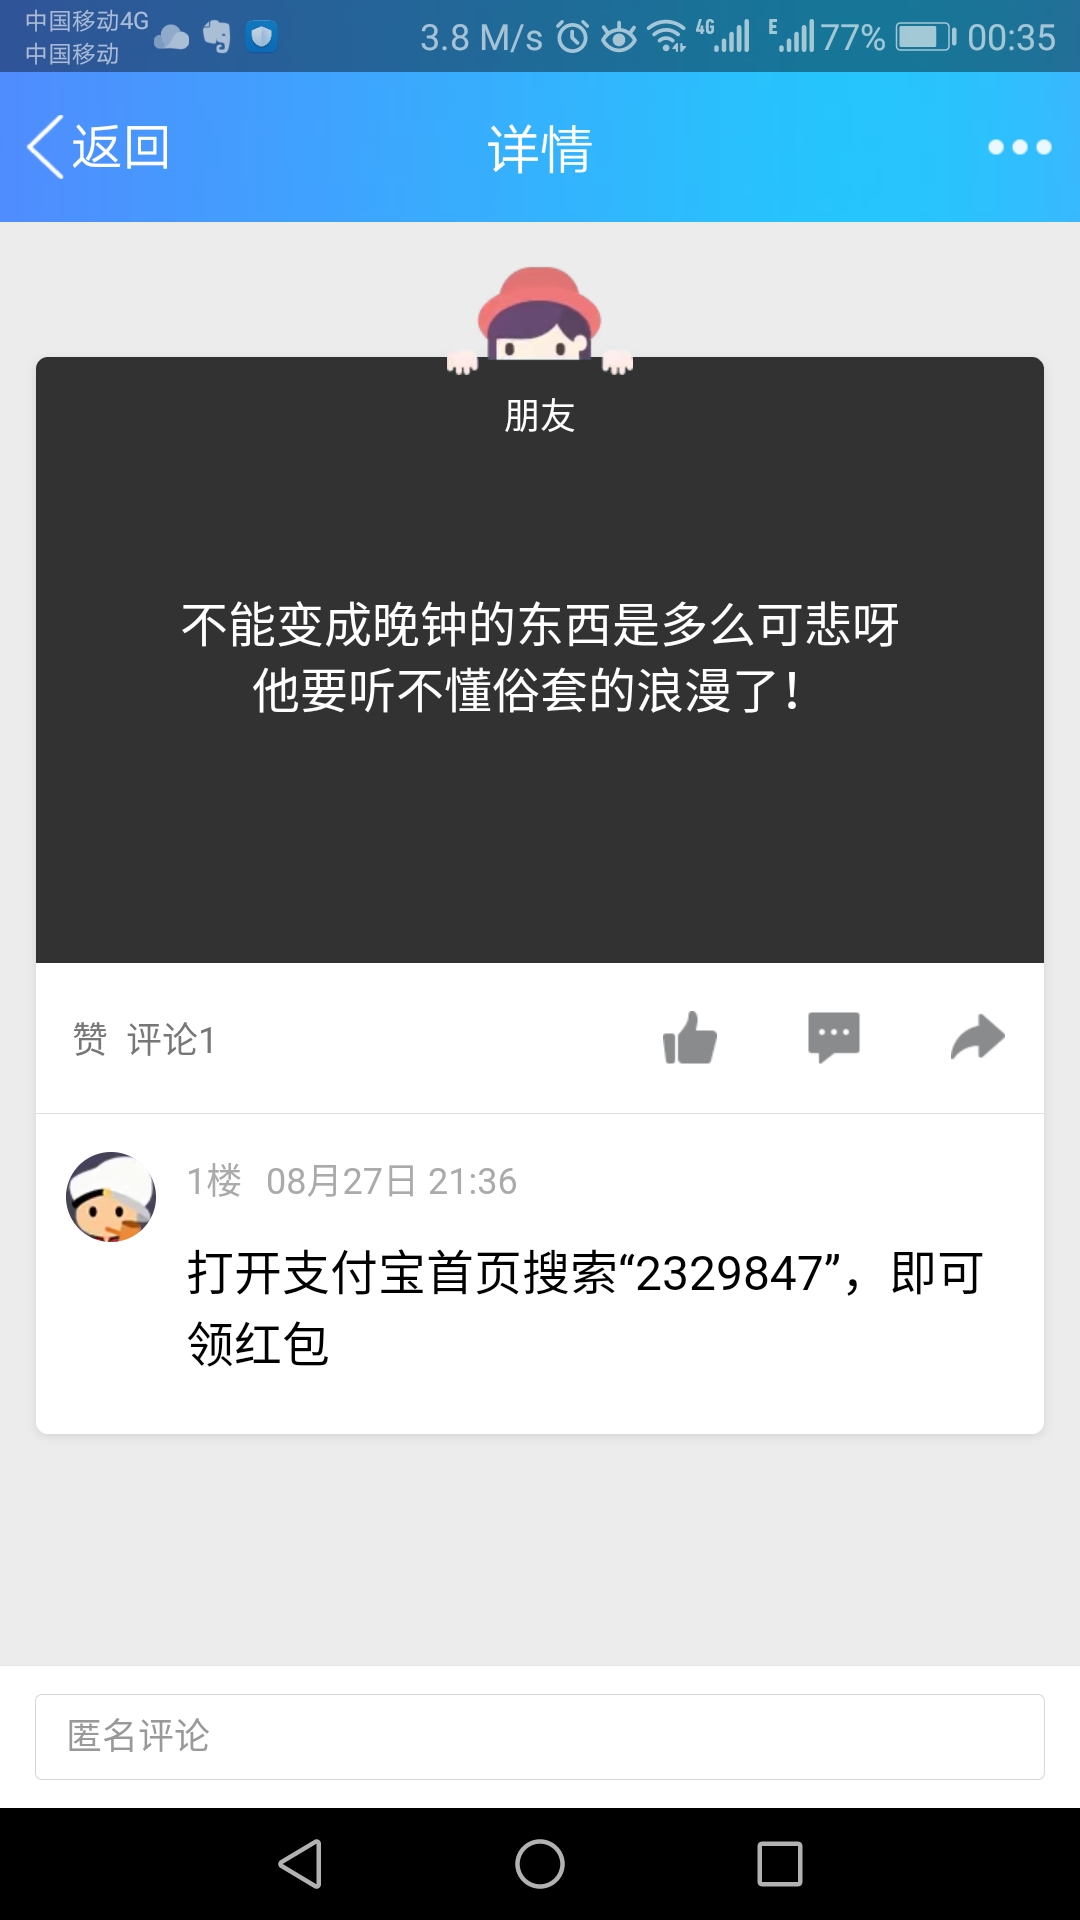 中国移动4G
中国移动
3.8 M/s 4G E 77% 00:35
返回 详情
朋友
不能变成晚钟的东西是多么可悲呀
他要听不懂俗套的浪漫了！
赞 评论1
1楼 08月27日 21:36
打开支付宝首页搜索“2329847”，即可
领红包
匿名评论